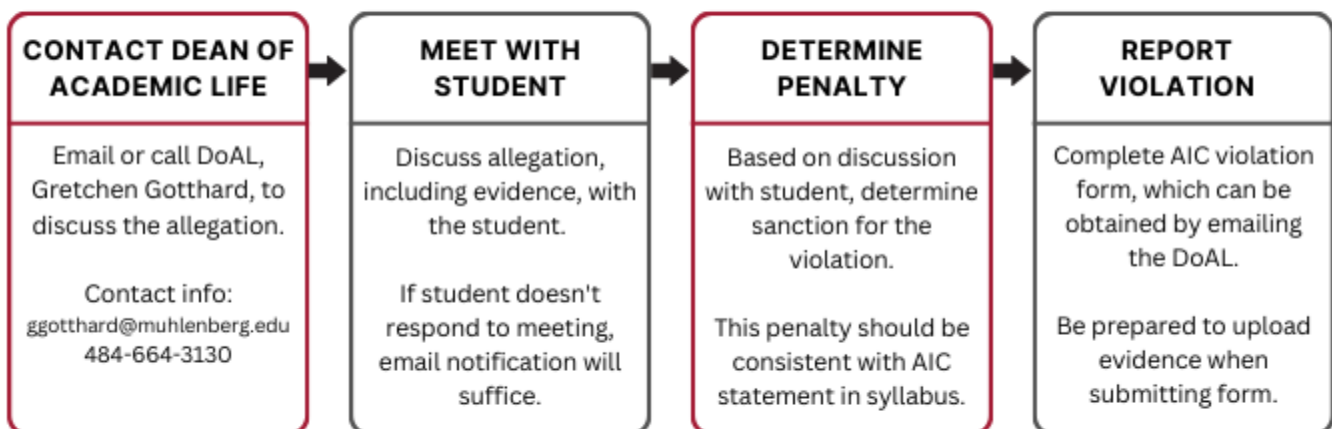 CONTACT DEAN OF
ACADEMIC LIFE
Email or call DoAL,
Gretchen Gotthard, to
discuss the allegation.
Contact info:
ggotthard@muhlenberg.edu
484-664-3130
MEET WITH
STUDENT
Discuss allegation,
including evidence, with
the student.
If student doesn't
respond to meeting,
email notification will
suffice.
DETERMINE
PENALTY
Based on discussion
with student, determine
sanction for the
violation.
This penalty should be
consistent with AIC
statement in syllabus.
REPORT
VIOLATION
Complete AIC violation
form, which can be
obtained by emailing
the DoAL.
Be prepared to upload
evidence when
submitting form.